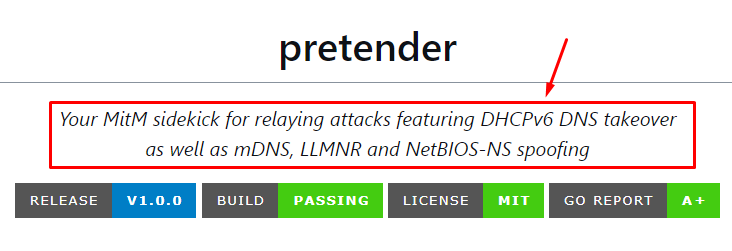 pretender
Your MitM sidekick for relaying attacks featuring DHCPv6 DNS takeover
as well as mDNS, LLMNR and NetBIOS-NS spoofing
RELEASE V1.0.0 BUILD PASSING LICENSE MIT GO REPORT A+